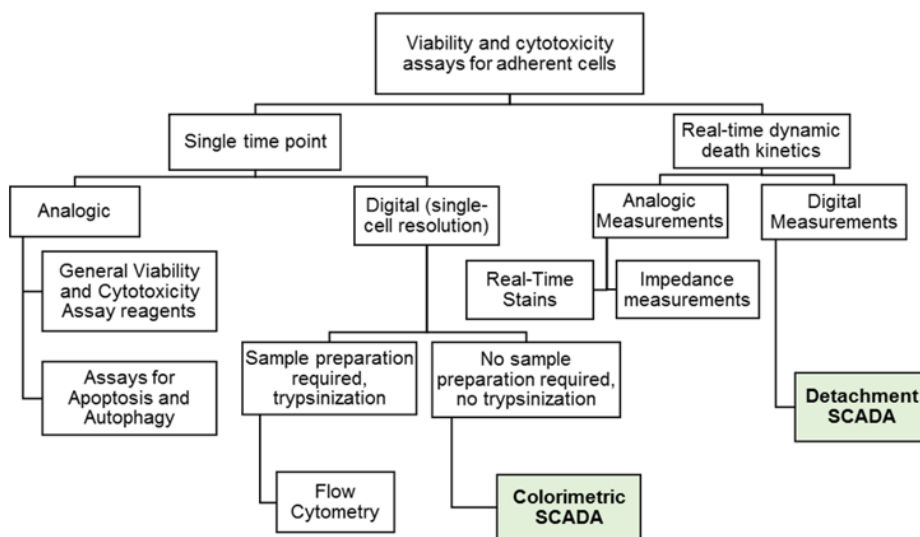 Viability and cytotoxicity
assays for adherent cells
Single time point
Real-time dynamic
death kinetics
Analogic
Digital (single-
cell resolution)
Analogic
Measurements
Digital
Measurements
General Viability
and Cytotoxicity
Assay reagents
Real-Time
Stains
Impedance
measurements
Assays for
Apoptosis and
Autophagy
Sample preparation
required,
trypsinization
No sample
preparation required,
no trypsinization
Detachment
SCADA
Flow
Cytometry
Colorimetric
SCADA